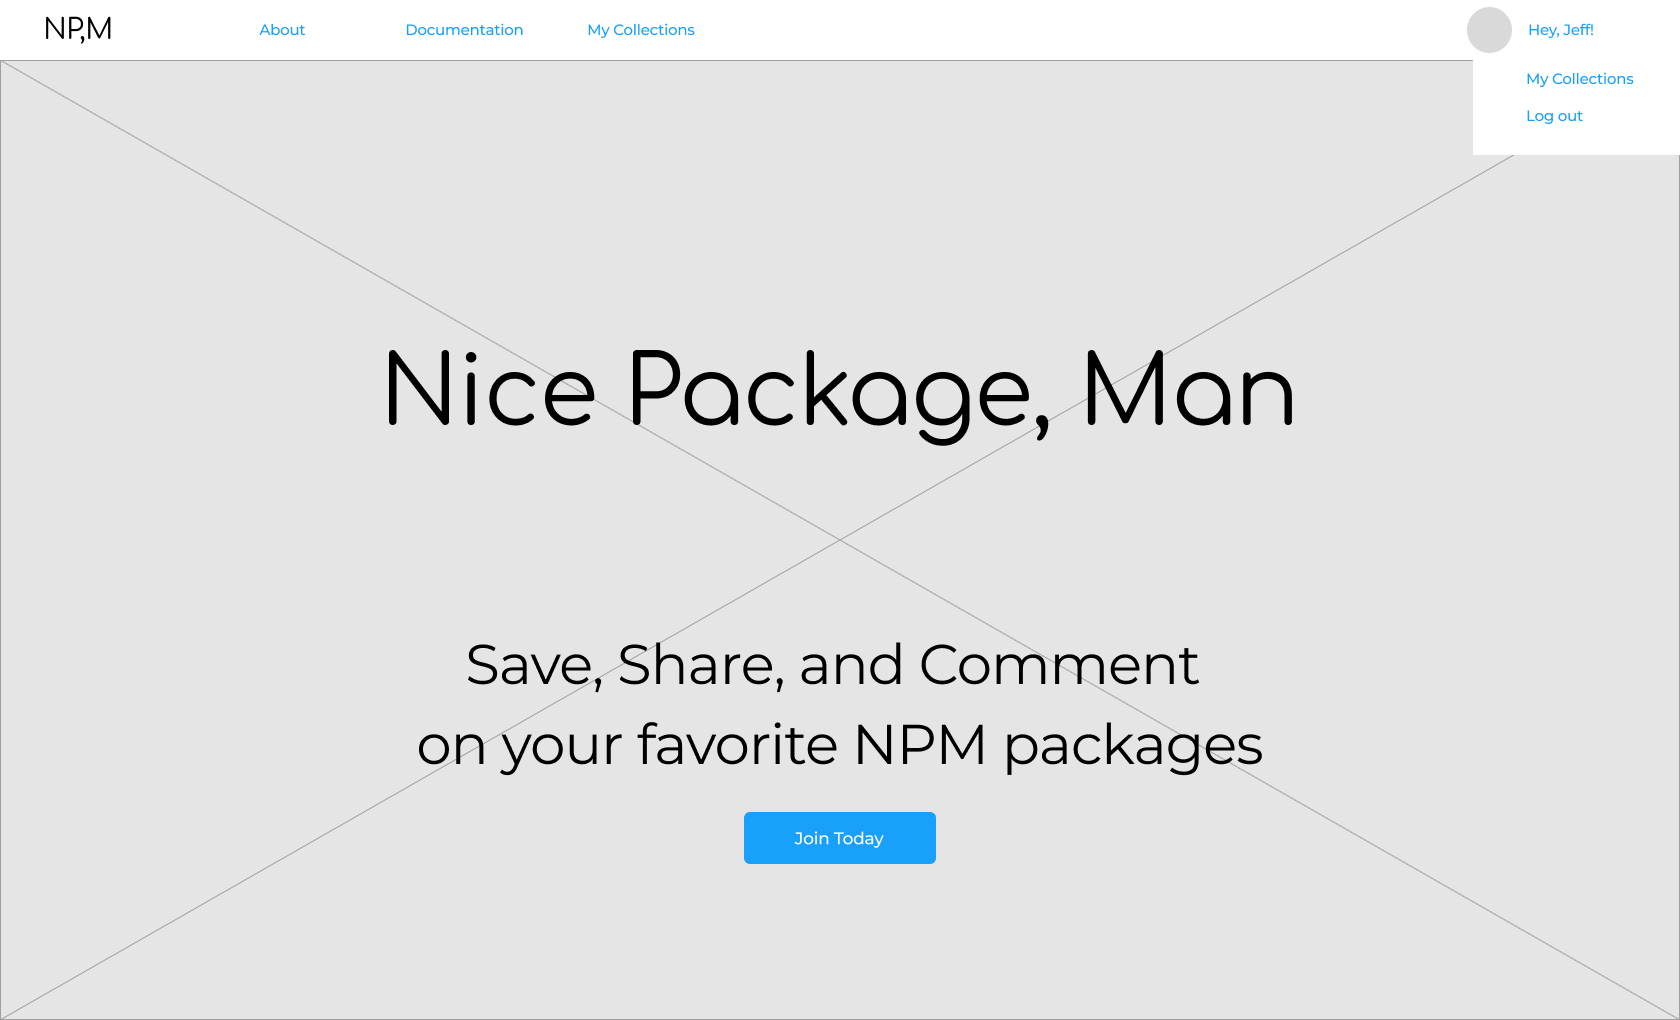 NP,M
About
Documentation
My Collections
Hey, Jeff!
My Collections
Log out
Nice Package, Man
Save, Share, and Comment
on your favorite NPM packages
Join Today